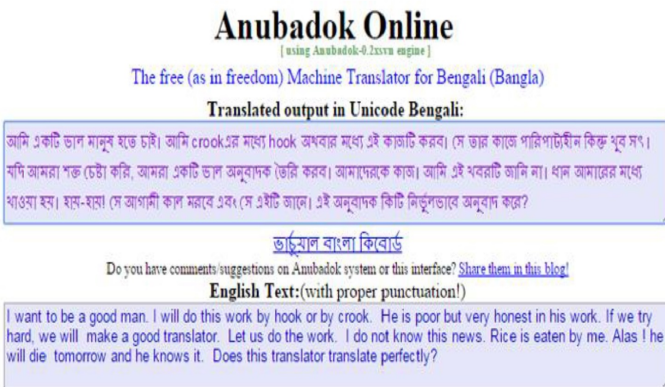 Anubadok Online
[ using Anubadok-0.2xsvn engine ]
The free (as in freedom) Machine Translator for Bengali (Bangla)
Translated output in Unicode Bengali:
আমি একটি ভাল মানুষ হতে চাই। আমি crookএর মধ্যে hook অথবার মধ্যে এই কাজটি করব। সে তার কাজে পারিপাট্যহীন কিন্তু খুব সৎ।
যদি আমরা শক্ত চেষ্টা করি, আমরা একটি ভাল অনুবাদক তৈরি করব। আমাদেরকে কাজ। আমি এই খবরটি জানি না। ধান আমারের মধ্যে
খাওয়া হয়। হায়-হায়! সে আগামী কাল মরবে এবং সে এইটি জানে। এই অনুবাদক কিটি নির্ভুলভাবে অনুবাদ করে?
ভার্চুয়াল বাংলা কিবোর্ড
Do you have comments/suggestions on Anubadok system or this interface? Share them in this blog!
English Text:(with proper punctuation!)
I want to be a good man. I will do this work by hook or by crook. He is poor but very honest in his work. If we try
hard, we will make a good translator. Let us do the work. I do not know this news. Rice is eaten by me. Alas ! he
will die tomorrow and he knows it. Does this translator translate perfectly?